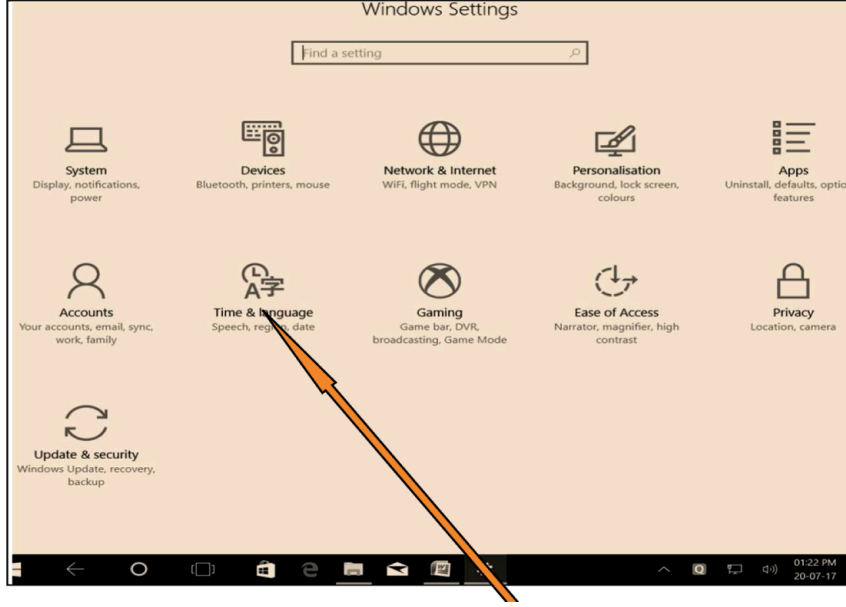 Windows Settings
Find a setting
System
Display, notifications,
power
Devices
Bluetooth, printers, mouse
Network & Internet
WiFi, flight mode, VPN
Personalisation
Background, lock screen,
colours
Apps
Uninstall, defaults, optio
features
Accounts
Your accounts, email, sync,
work, family
Time & language
Speech, region, date
Gaming
Game bar, DVR,
broadcasting, Game Mode
Ease of Access
Narrator, magnifier, high
contrast
Privacy
Location, camera
Update & security
Windows Update, recovery,
backup
01:22 PM
20-07-17